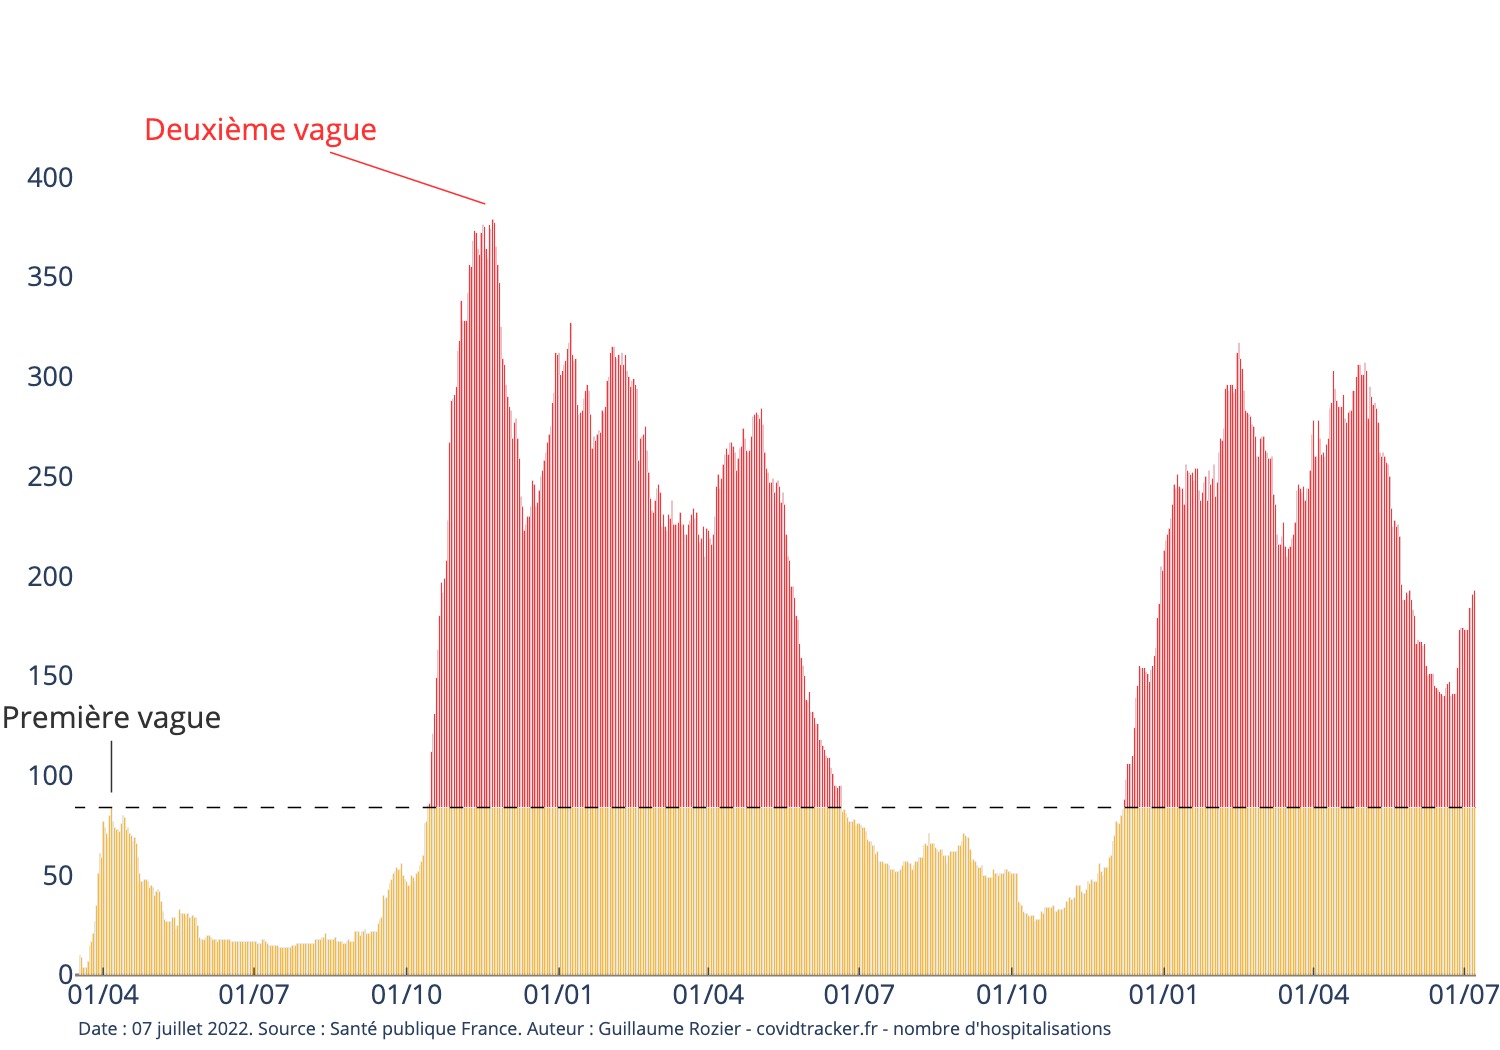 Deuxième vague
400
350
300
250
200
150
Première vague
100
50
0
01/04 01/07 01/10 01/01 01/04 01/07 01/10 01/01 01/04 01/07
Date : 07 juillet 2022. Source : Santé publique France. Auteur : Guillaume Rozier - covidtracker.fr - nombre d'hospitalisations